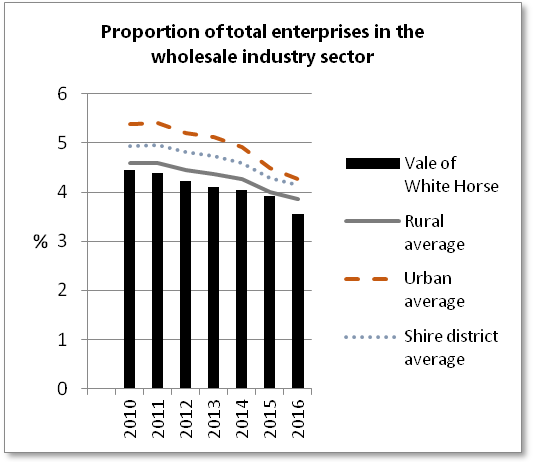 Proportion of total enterprises in the
wholesale industry sector
6
5
4
3
2
1
0
%
2010
2011
2012
2013
2014
2015
2016
Vale of
White Horse
Rural
average
Urban
average
Shire district
average